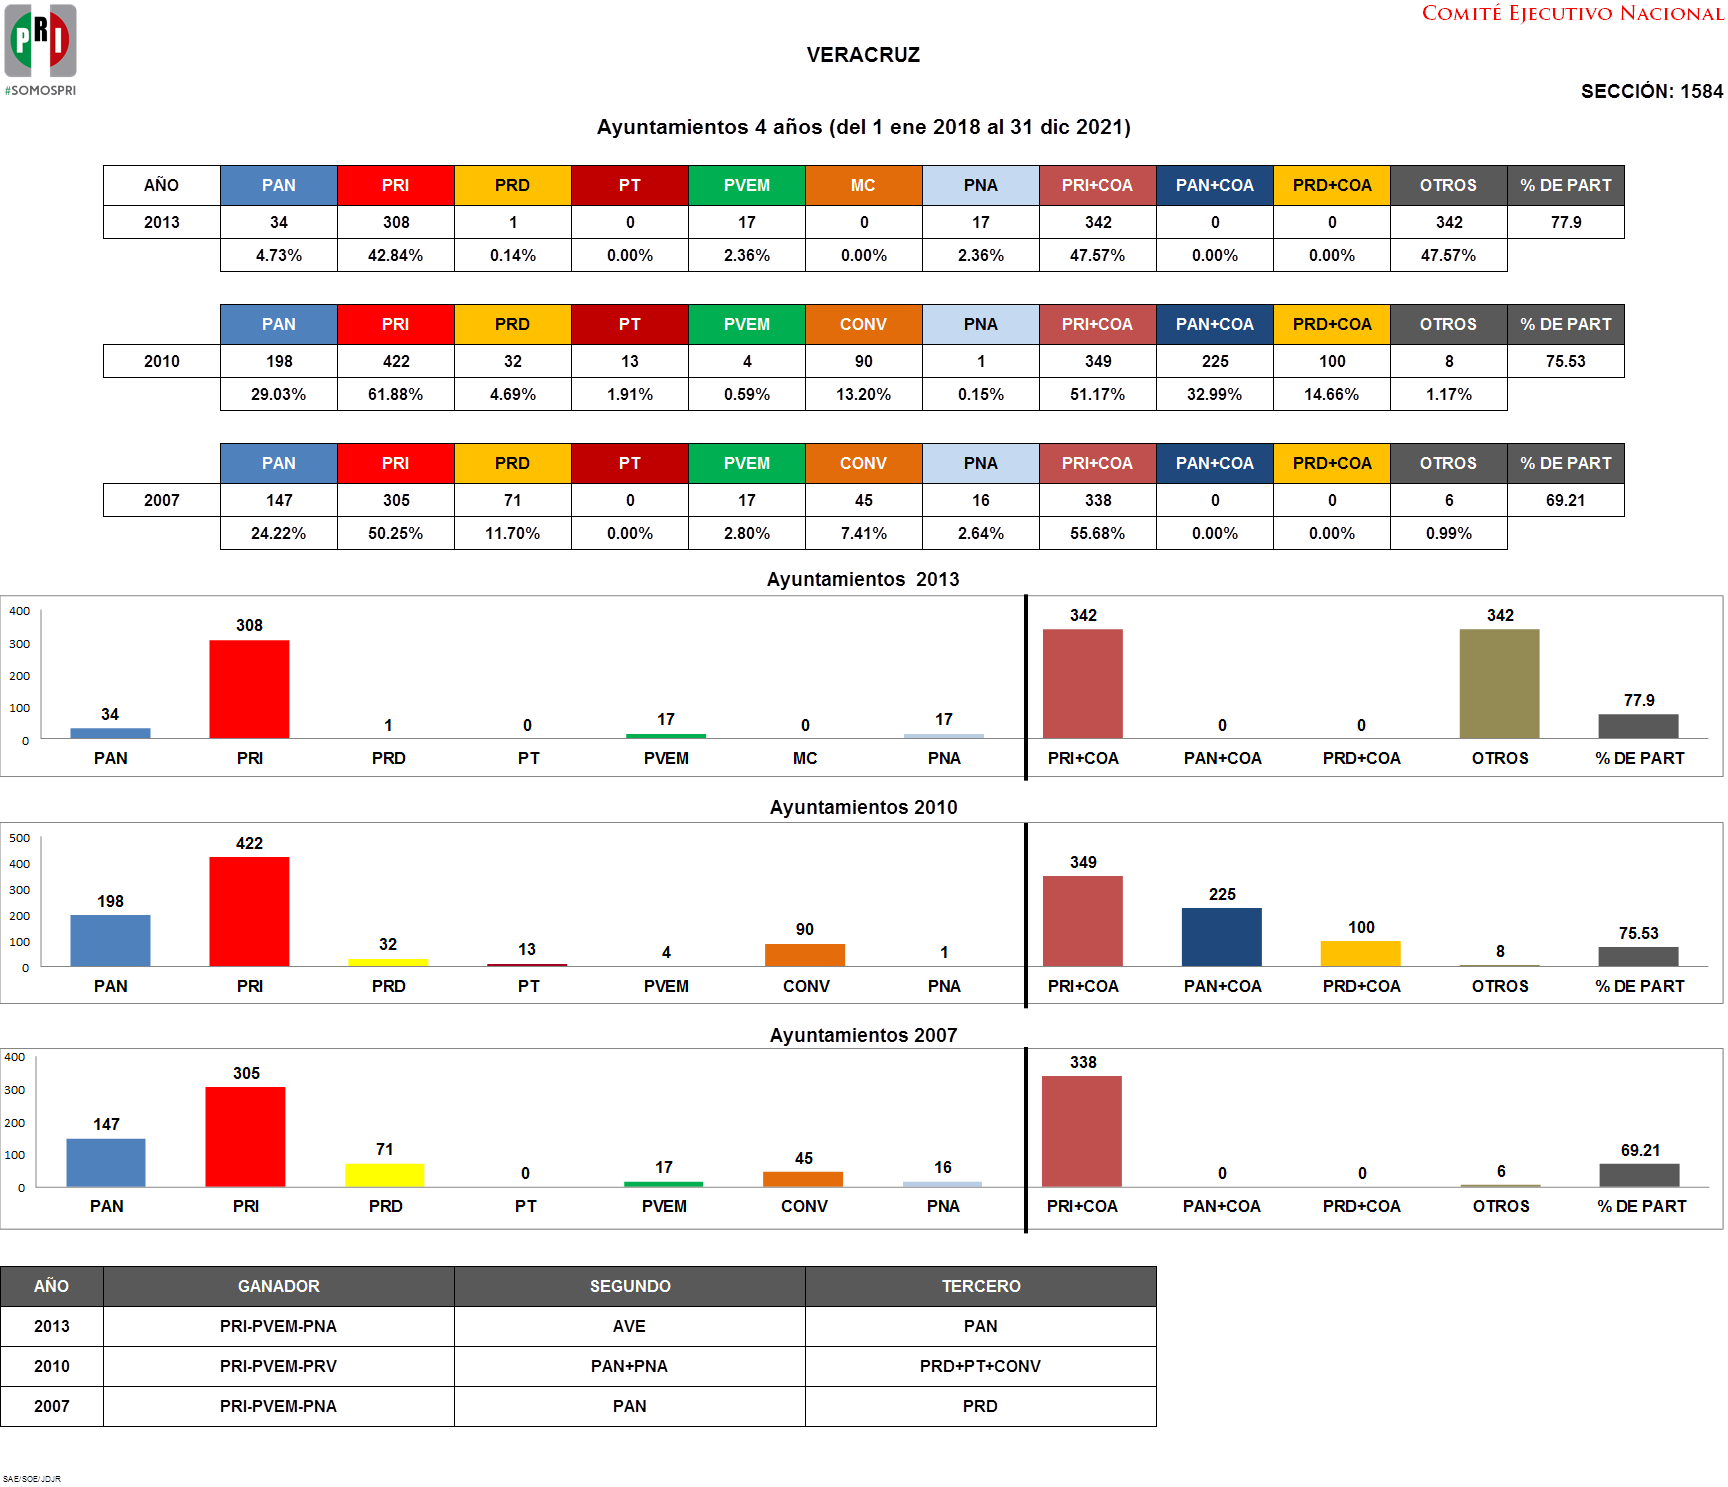 PRI
#SOMOSPRI
COMITÉ EJECUTIVO NACIONAL
VERACRUZ
SECCIÓN: 1584
Ayuntamientos 4 años (del 1 ene 2018 al 31 dic 2021)
AÑO PAN PRI PRD PT PVEM MC PNA PRI+COA PAN+COA PRD+COA OTROS % DE PART
2013 34 308 1 0 17 0 17 342 0 0 342 77.9
4.73% 42.84% 0.14% 0.00% 2.36% 0.00% 2.36% 47.57% 0.00% 0.00% 47.57%
PAN PRI PRD PT PVEM CONV PNA PRI+COA PAN+COA PRD+COA OTROS % DE PART
2010 198 422 32 13 4 90 1 349 225 100 8 75.53
29.03% 61.88% 4.69% 1.91% 0.59% 13.20% 0.15% 51.17% 32.99% 14.66% 1.17%
PAN PRI PRD PT PVEM CONV PNA PRI+COA PAN+COA PRD+COA OTROS % DE PART
2007 147 305 71 0 17 45 16 338 0 0 6 69.21
24.22% 50.25% 11.70% 0.00% 2.80% 7.41% 2.64% 55.68% 0.00% 0.00% 0.99%
Ayuntamientos 2013
400
300
200
100
0
34 308 1 0 17 0 17 342 0 0 342 77.9
PAN PRI PRD PT PVEM MC PNA PRI+COA PAN+COA PRD+COA OTROS % DE PART
Ayuntamientos 2010
500
400
300
200
100
0
198 422 32 13 4 90 1 349 225 100 8 75.53
PAN PRI PRD PT PVEM CONV PNA PRI+COA PAN+COA PRD+COA OTROS % DE PART
Ayuntamientos 2007
400
300
200
100
0
147 305 71 0 17 45 16 338 0 0 6 69.21
PAN PRI PRD PT PVEM CONV PNA PRI+COA PAN+COA PRD+COA OTROS % DE PART
AÑO GANADOR SEGUNDO TERCERO
2013 PRI-PVEM-PNA AVE PAN
2010 PRI-PVEM-PRV PAN+PNA PRD+PT+CONV
2007 PRI-PVEM-PNA PAN PRD
SAE/SOE/JDJR